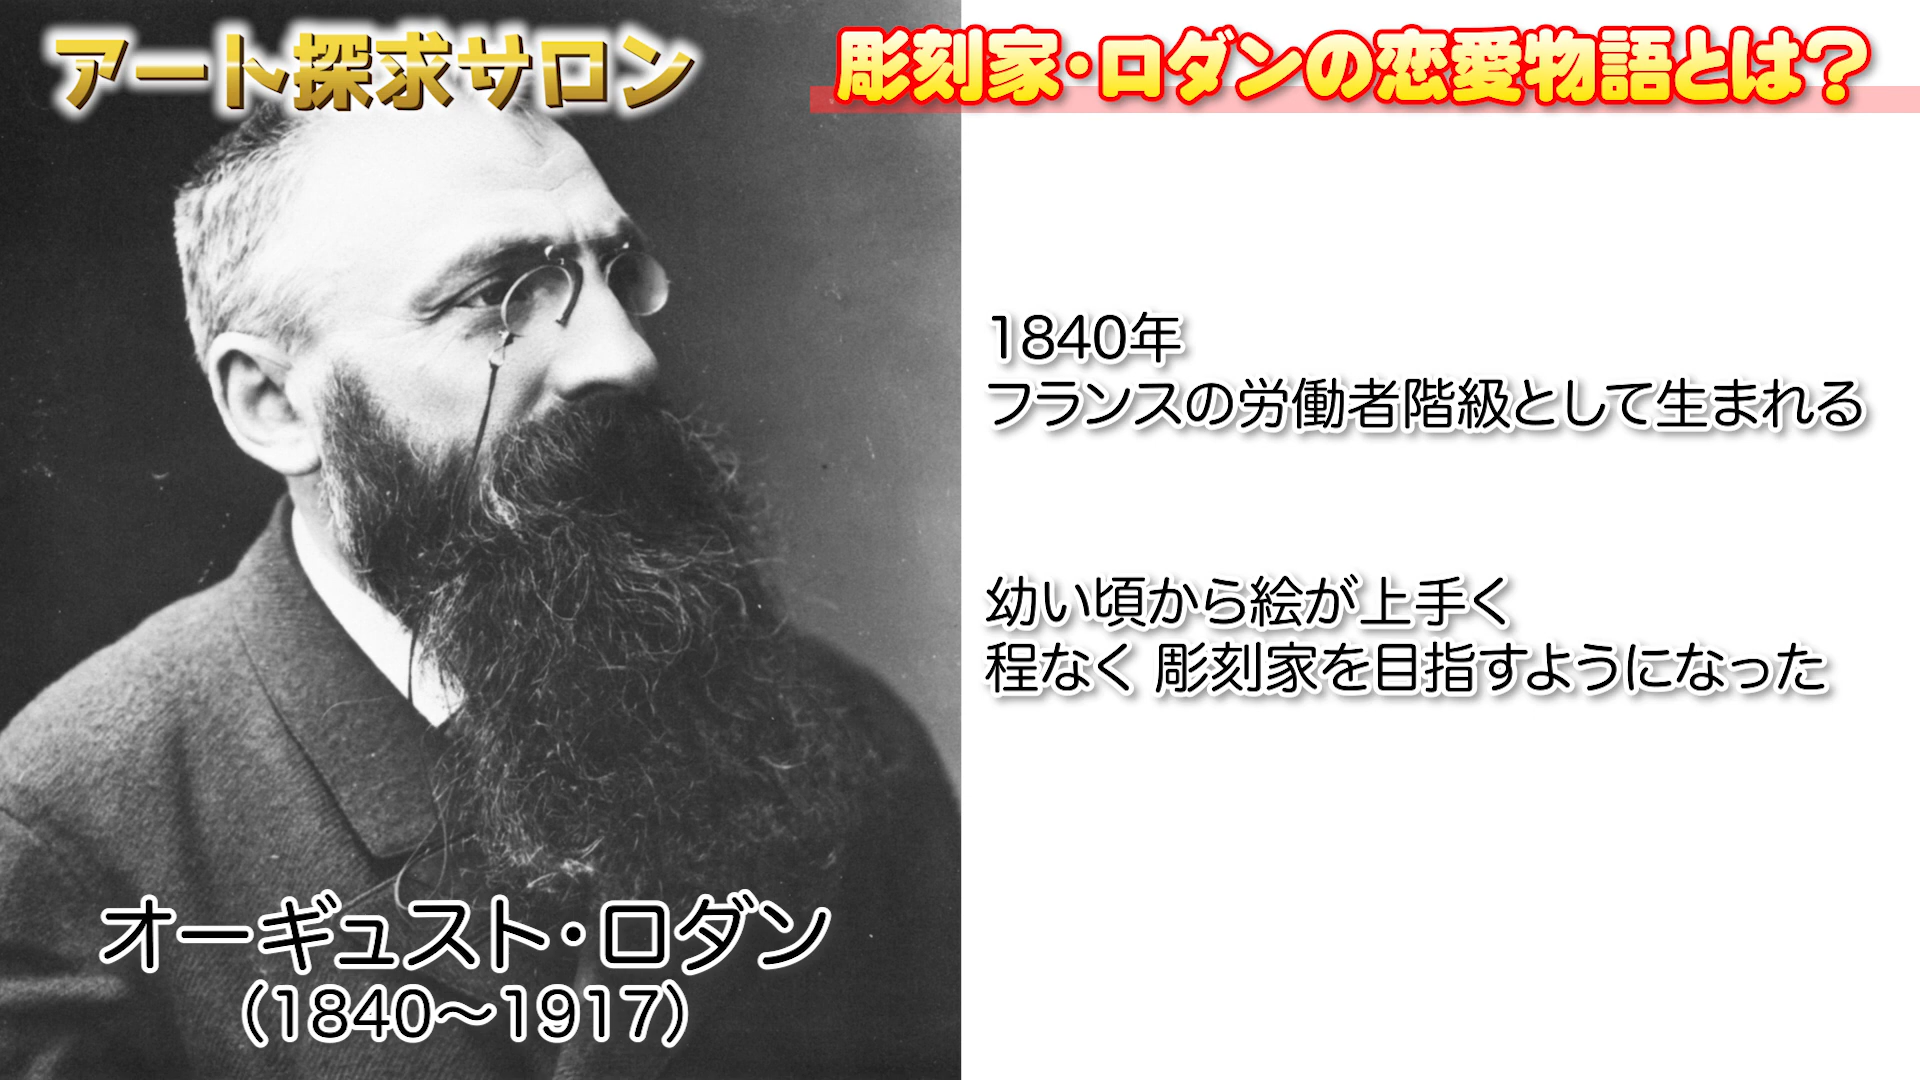 アート探求サロン
彫刻家・ロダンの恋愛物語とは?
1840年
フランスの労働者階級として生まれる
幼い頃から絵が上手く
程なく 彫刻家を目指すようになった
オーギュスト・ロダン
(1840〜1917)